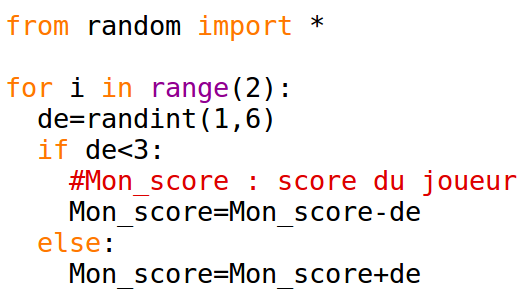 from random import *
for i in range(2):
de=randint(1,6)
if de<3:
#Mon_score : score du joueur
Mon_score=Mon_score-de
else:
Mon_score=Mon_score+de